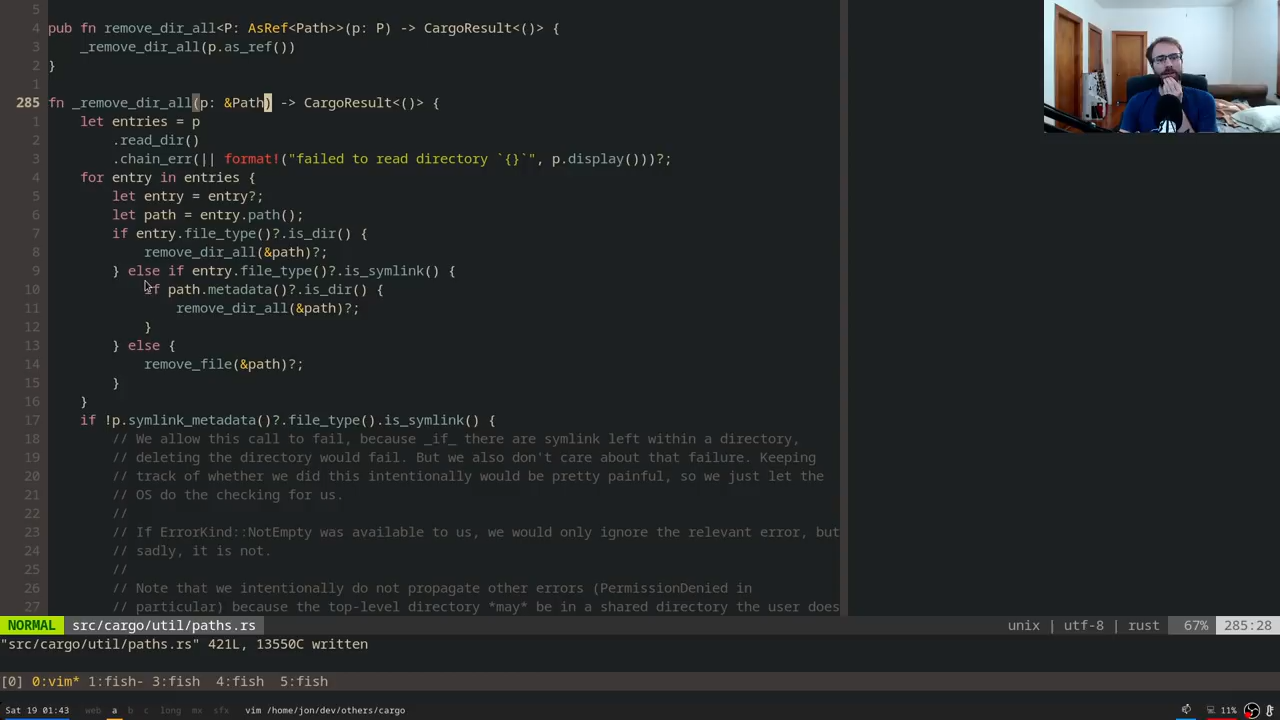 5
4 pub fn remove_dir_all<P: AsRef<Path>>(p: P) -> CargoResult<()> {
3     _remove_dir_all(p.as_ref())
2 }
1
285 fn _remove_dir_all(p: &Path) -> CargoResult<()> {
1     let entries = p
2         .read_dir()
3         .chain_err(|| format!("failed to read directory `{}`", p.display()))?;
4     for entry in entries {
5         let entry = entry?;
6         let path = entry.path();
7         if entry.file_type()?.is_dir() {
8             remove_dir_all(&path)?;
9         } else if entry.file_type()?.is_symlink() {
10             if path.metadata()?.is_dir() {
11                 remove_dir_all(&path)?;
12             }
13         } else {
14             remove_file(&path)?;
15         }
16     }
17     if !p.symlink_metadata()?.file_type().is_symlink() {
18         // We allow this call to fail, because _if_ there are symlink left within a directory,
19         // deleting the directory would fail. But we also don't care about that failure. Keeping
20         // track of whether we did this intentionally would be pretty painful, so we just let the
21         // OS do the checking for us.
22         //
23         // If ErrorKind::NotEmpty was available to us, we would only ignore the relevant error, but
24         // sadly, it is not.
25         //
26         // Note that we intentionally do not propagate other errors (PermissionDenied in
27         // particular) because the top-level directory *may* be in a shared directory the user does
NORMAL src/cargo/util/paths.rs unix | utf-8 | rust 67% 285:28
"src/cargo/util/paths.rs" 421L, 13550C written
[0] 0:vim* 1:fish- 3:fish 4:fish 5:fish
Sat 19 01:43 web a b c long mx sfx vim /home/jon/dev/others/cargo 11%